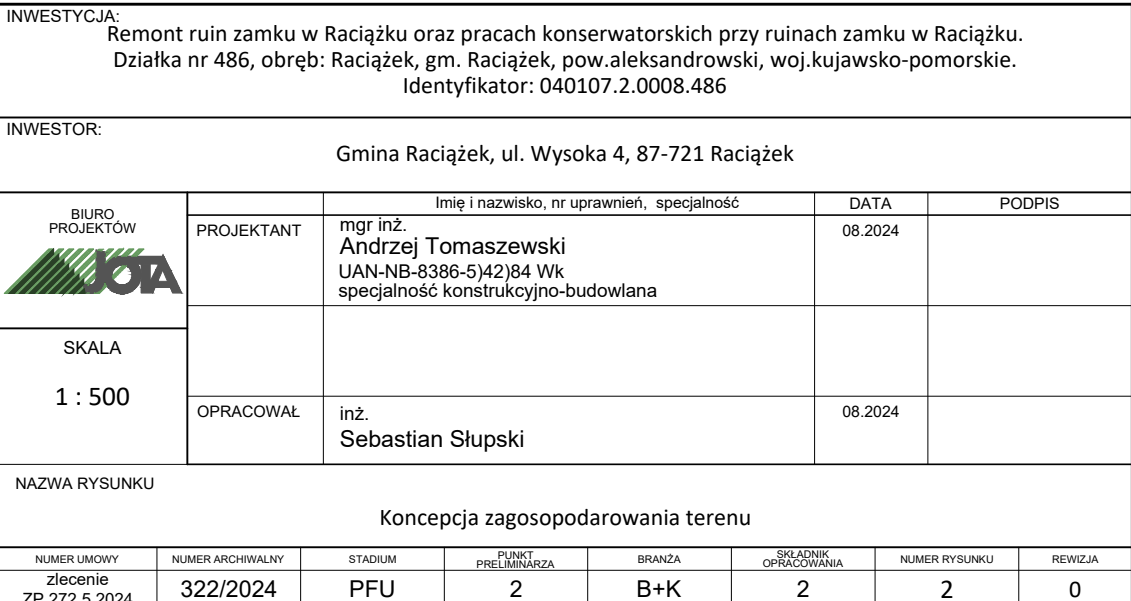 INWESTYCJA:
Remont ruin zamku w Raciążku oraz pracach konserwatorskich przy ruinach zamku w Raciążku.
Działka nr 486, obręb: Raciążek, gm. Raciążek, pow.aleksandrowski, woj.kujawsko-pomorskie.
Identyfikator: 040107.2.0008.486
INWESTOR:
Gmina Raciążek, ul. Wysoka 4, 87-721 Raciążek
BIURO
PROJEKTÓW
JOTA
Imię i nazwisko, nr uprawnień, specjalność
DATA
PODPIS
PROJEKTANT
mgr inż.
Andrzej Tomaszewski
UAN-NB-8386-5)42)84 Wk
specjalność konstrukcyjno-budowlana
08.2024
SKALA
1 : 500
OPRACOWAŁ
inż.
Sebastian Słupski
08.2024
NAZWA RYSUNKU
Koncepcja zagosopodarowania terenu
NUMER UMOWY
NUMER ARCHIWALNY
STADIUM
PUNKT
PRELIMINARZA
BRANŻA
SKŁADNIK
OPRACOWANIA
NUMER RYSUNKU
REWIZJA
zlecenie
ZP.272.5.2024
322/2024
PFU
2
B+K
2
2
0